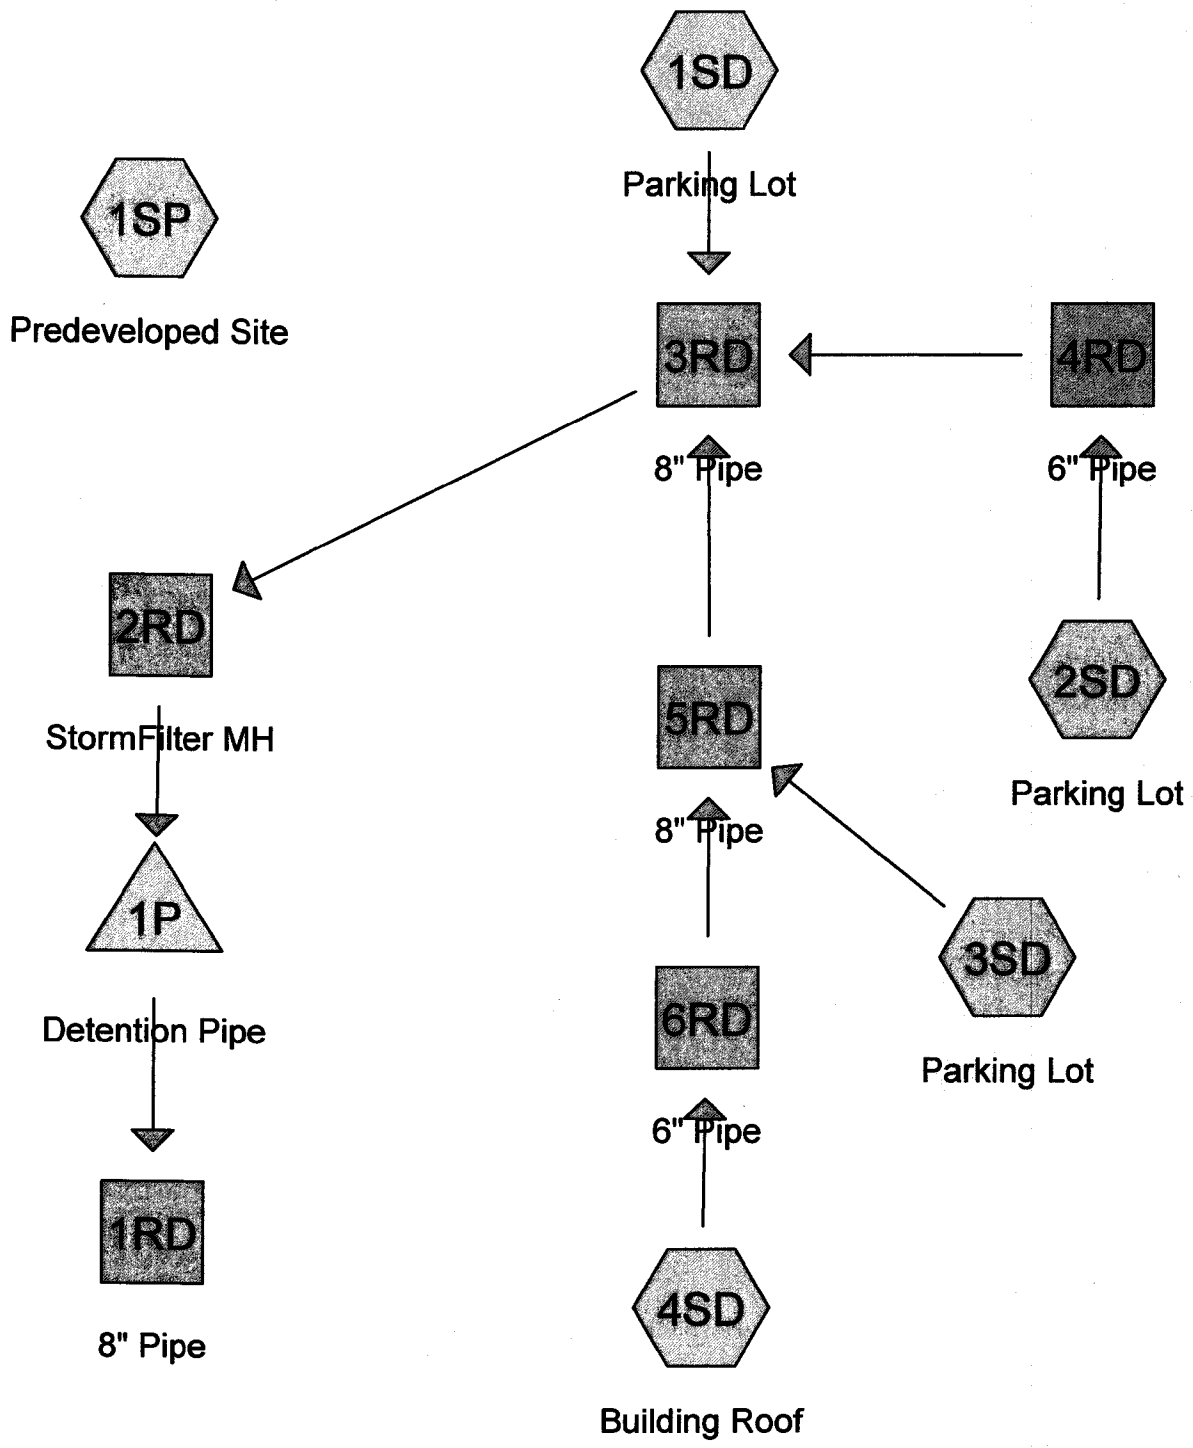 1SD
Parking Lot
1SP
Predeveloped Site
3RD
8" Pipe
4RD
6" Pipe
2RD
StormFilter MH
5RD
8" Pipe
2SD
Parking Lot
1P
Detention Pipe
3SD
Parking Lot
6RD
6" Pipe
1RD
8" Pipe
4SD
Building Roof